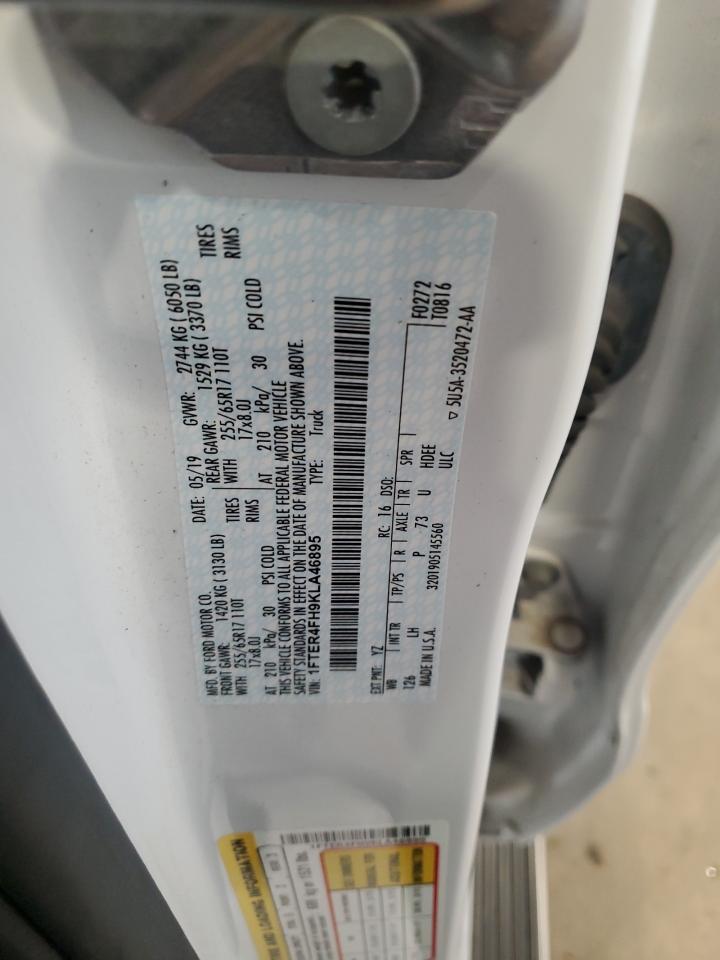 MFD. BY FORD MOTOR CO.
DATE: 05/19 GVWR: 2744 KG ( 6050 LB)
FRONT GAWR: 1420 KG ( 3130 LB) REAR GAWR: 1529 KG ( 3370 LB)
WITH 255/65R17 110T TIRES WITH 255/65R17 110T TIRES
17x8.0J RIMS 17x8.0J RIMS
AT 210 kPa/ 30 PSI COLD AT 210 kPa/ 30 PSI COLD
THIS VEHICLE CONFORMS TO ALL APPLICABLE FEDERAL MOTOR VEHICLE
SAFETY STANDARDS IN EFFECT ON THE DATE OF MANUFACTURE SHOWN ABOVE.
VIN: 1FTER4FH9KLA46895 TYPE: Truck
EXT PNT: YZ RC: 16 DSO: F0272
WB INT TR TP/PS R AXLE TR SPR T0816
126 LH P 73 U HDEE
MADE IN U.S.A. 3201905145560 ULC
▽ 5U5A-3520472-AA
TIRE AND LOADING INFORMATION